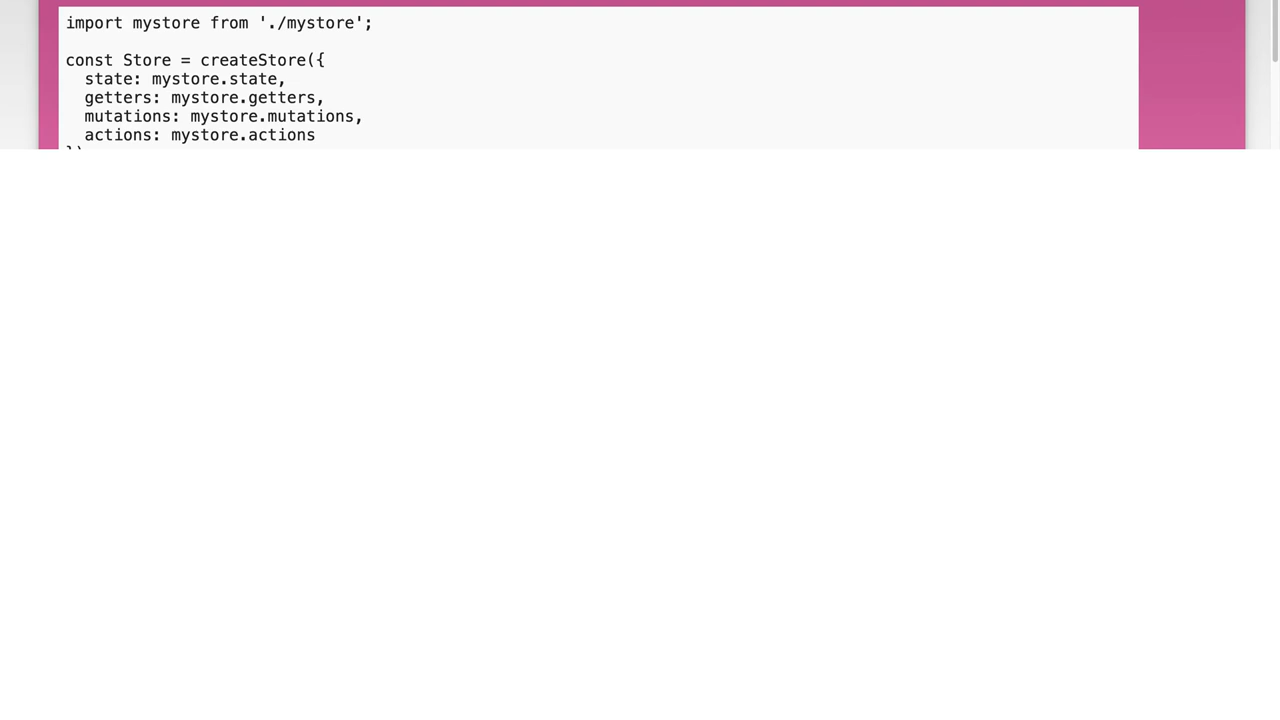 import mystore from './mystore';
const Store = createStore({
  state: mystore.state,
  getters: mystore.getters,
  mutations: mystore.mutations,
  actions: mystore.actions
})